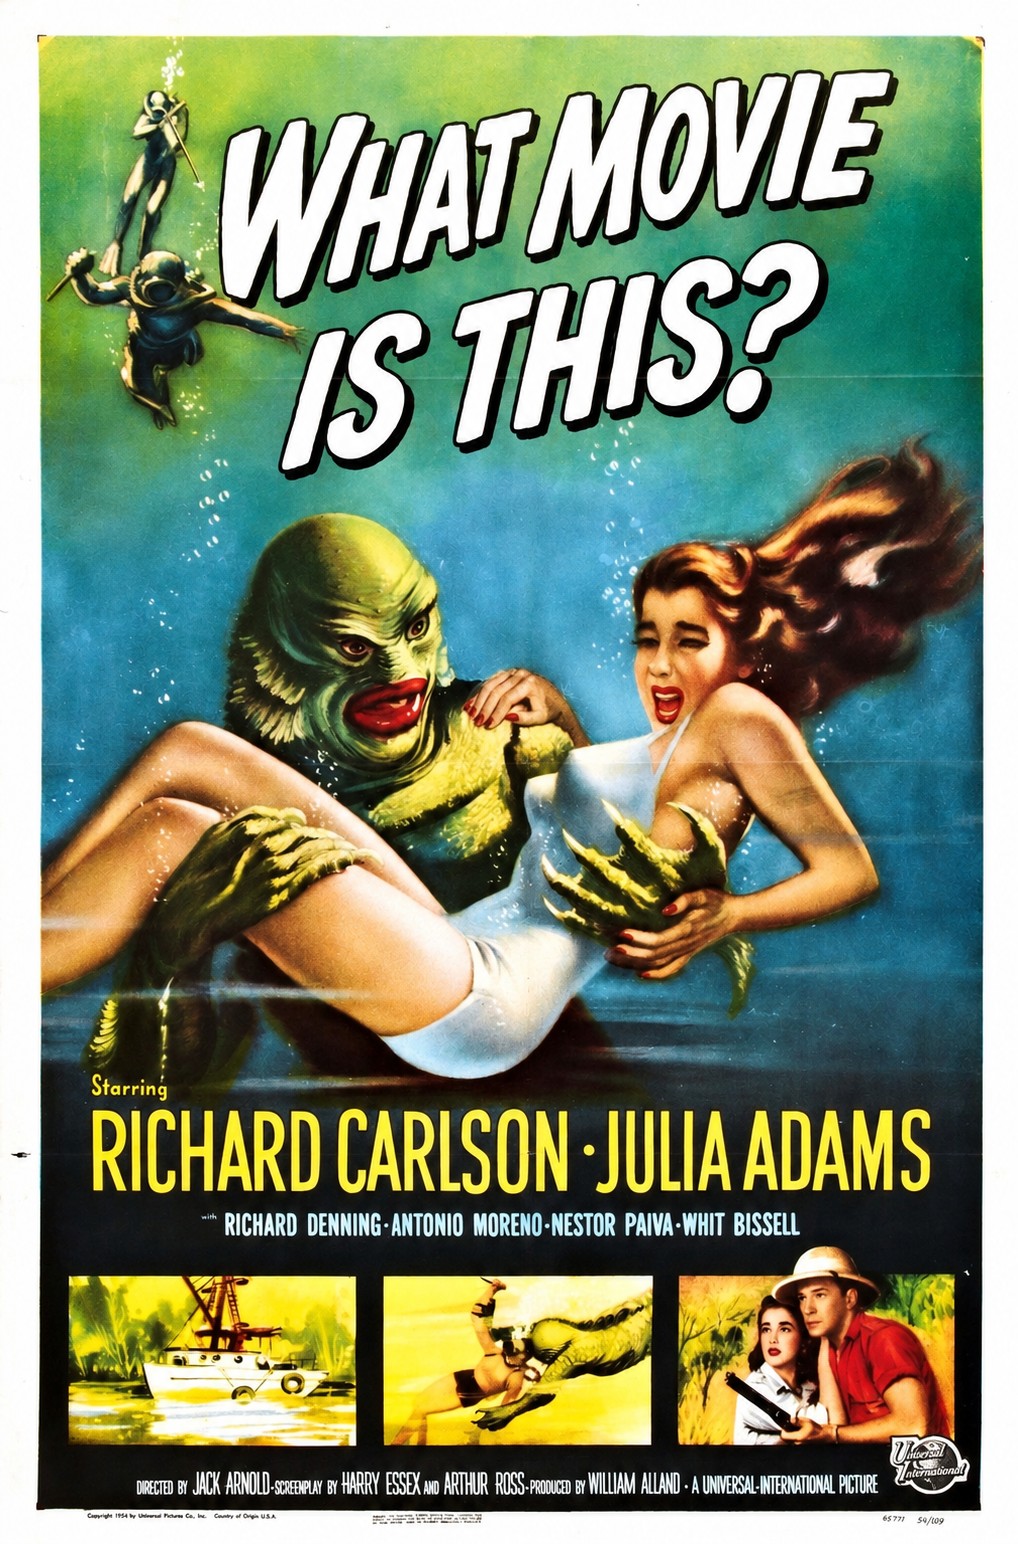 WHAT MOVIE
IS THIS?
Starring
RICHARD CARLSON · JULIA ADAMS
with RICHARD DENNING · ANTONIO MORENO · NESTOR PAIVA · WHIT BISSELL
DIRECTED BY JACK ARNOLD · SCREENPLAY BY HARRY ESSEX AND ARTHUR ROSS · PRODUCED BY WILLIAM ALLAND · A UNIVERSAL-INTERNATIONAL PICTURE
Universal
International
Copyright 1954 by Universal Pictures Co., Inc. Country of Origin U.S.A.
65771 54/109